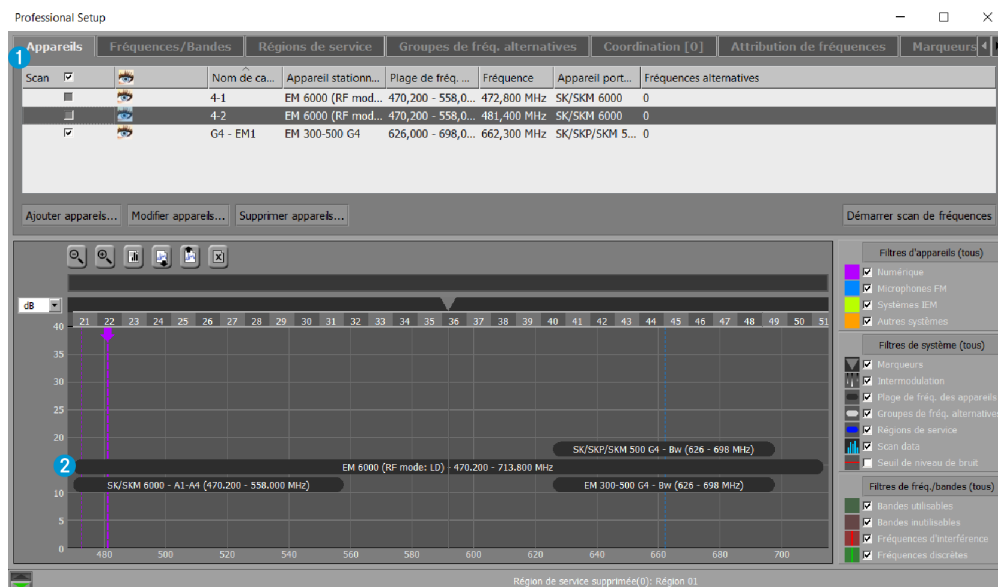 Professional Setup
1
Appareils
Fréquences/Bandes
Régions de service
Groupes de fréq. alternatives
Coordination [0]
Attribution de fréquences
Marqueurs
Scan Nom de ca... Appareil stationn... Plage de fréq. ... Fréquence Appareil port... Fréquences alternatives
4-1 EM 6000 (RF mod... 470,200 - 558,0... 472,800 MHz SK/SKM 6000 0
4-2 EM 6000 (RF mod... 470,200 - 558,0... 481,400 MHz SK/SKM 6000 0
G4 - EM1 EM 300-500 G4 626,000 - 698,0... 662,300 MHz SK/SKP/SKM 5... 0
Ajouter appareils... Modifier appareils... Supprimer appareils... Démarrer scan de fréquences
dB
21 22 23 24 25 26 27 28 29 30 31 32 33 34 35 36 37 38 39 40 41 42 43 44 45 46 47 48 49 50 51
40
35
30
25
20
SK/SKP/SKM 500 G4 - Bw (626 - 698 MHz)
2
EM 6000 (RF mode: LD) - 470.200 - 713.800 MHz
SK/SKM 6000 - A1-A4 (470.200 - 558.000 MHz)
EM 300-500 G4 - Bw (626 - 698 MHz)
10
5
0
480 500 520 540 560 580 600 620 640 660 680 700
Filtres d'appareils (tous)
Numérique
Microphones FM
Systèmes IEM
Autres systèmes
Filtres de système (tous)
Marqueurs
Intermodulation
Plage de fréq. des appareils
Groupes de fréq. alternative
Régions de service
Scan data
Seuil de niveau de bruit
Filtres de fréq./bandes (tous)
Bandes utilisables
Bandes inutilisables
Fréquences d'interférence
Fréquences discrètes
Région de service supprimée(0): Région 01